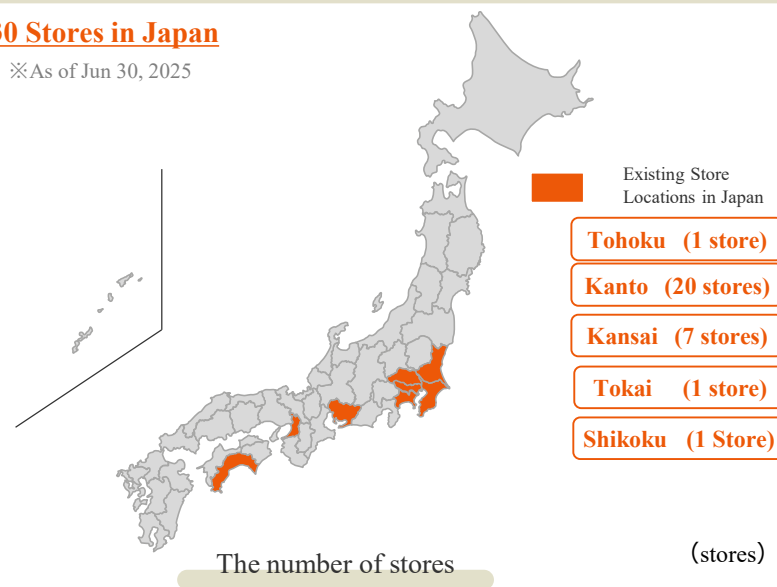 30 Stores in Japan
※As of Jun 30, 2025
Existing Store
Locations in Japan
Tohoku (1 store)
Kanto (20 stores)
Kansai (7 stores)
Tokai (1 store)
Shikoku (1 Store)
(stores)
The number of stores